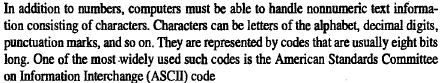 In addition to numbers, computers must be able to handle nonnumeric text informa-
tion consisting of characters. Characters can be letters of the alphabet, decimal digits,
punctuation marks, and so on. They are represented by codes that are usually eight bits
long. One of the most widely used such codes is the American Standards Committee
on Information Interchange (ASCII) code